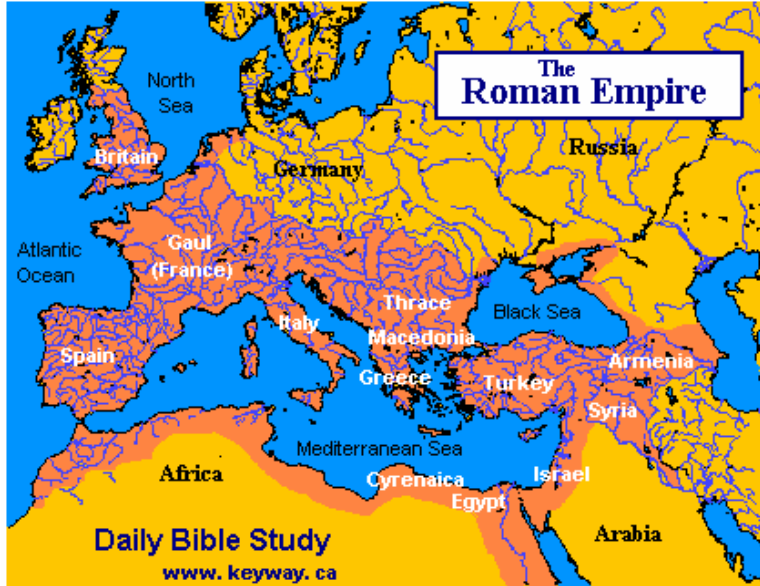 The
Roman Empire
North
Sea
Britain
Germany
Russia
Atlantic
Ocean
Gaul
(France)
Thrace
Black Sea
Italy
Macedonia
Spain
Greece
Turkey
Armenia
Syria
Mediterranean Sea
Africa
Cyrenaica
Israel
Egypt
Arabia
Daily Bible Study
www. keyway. ca